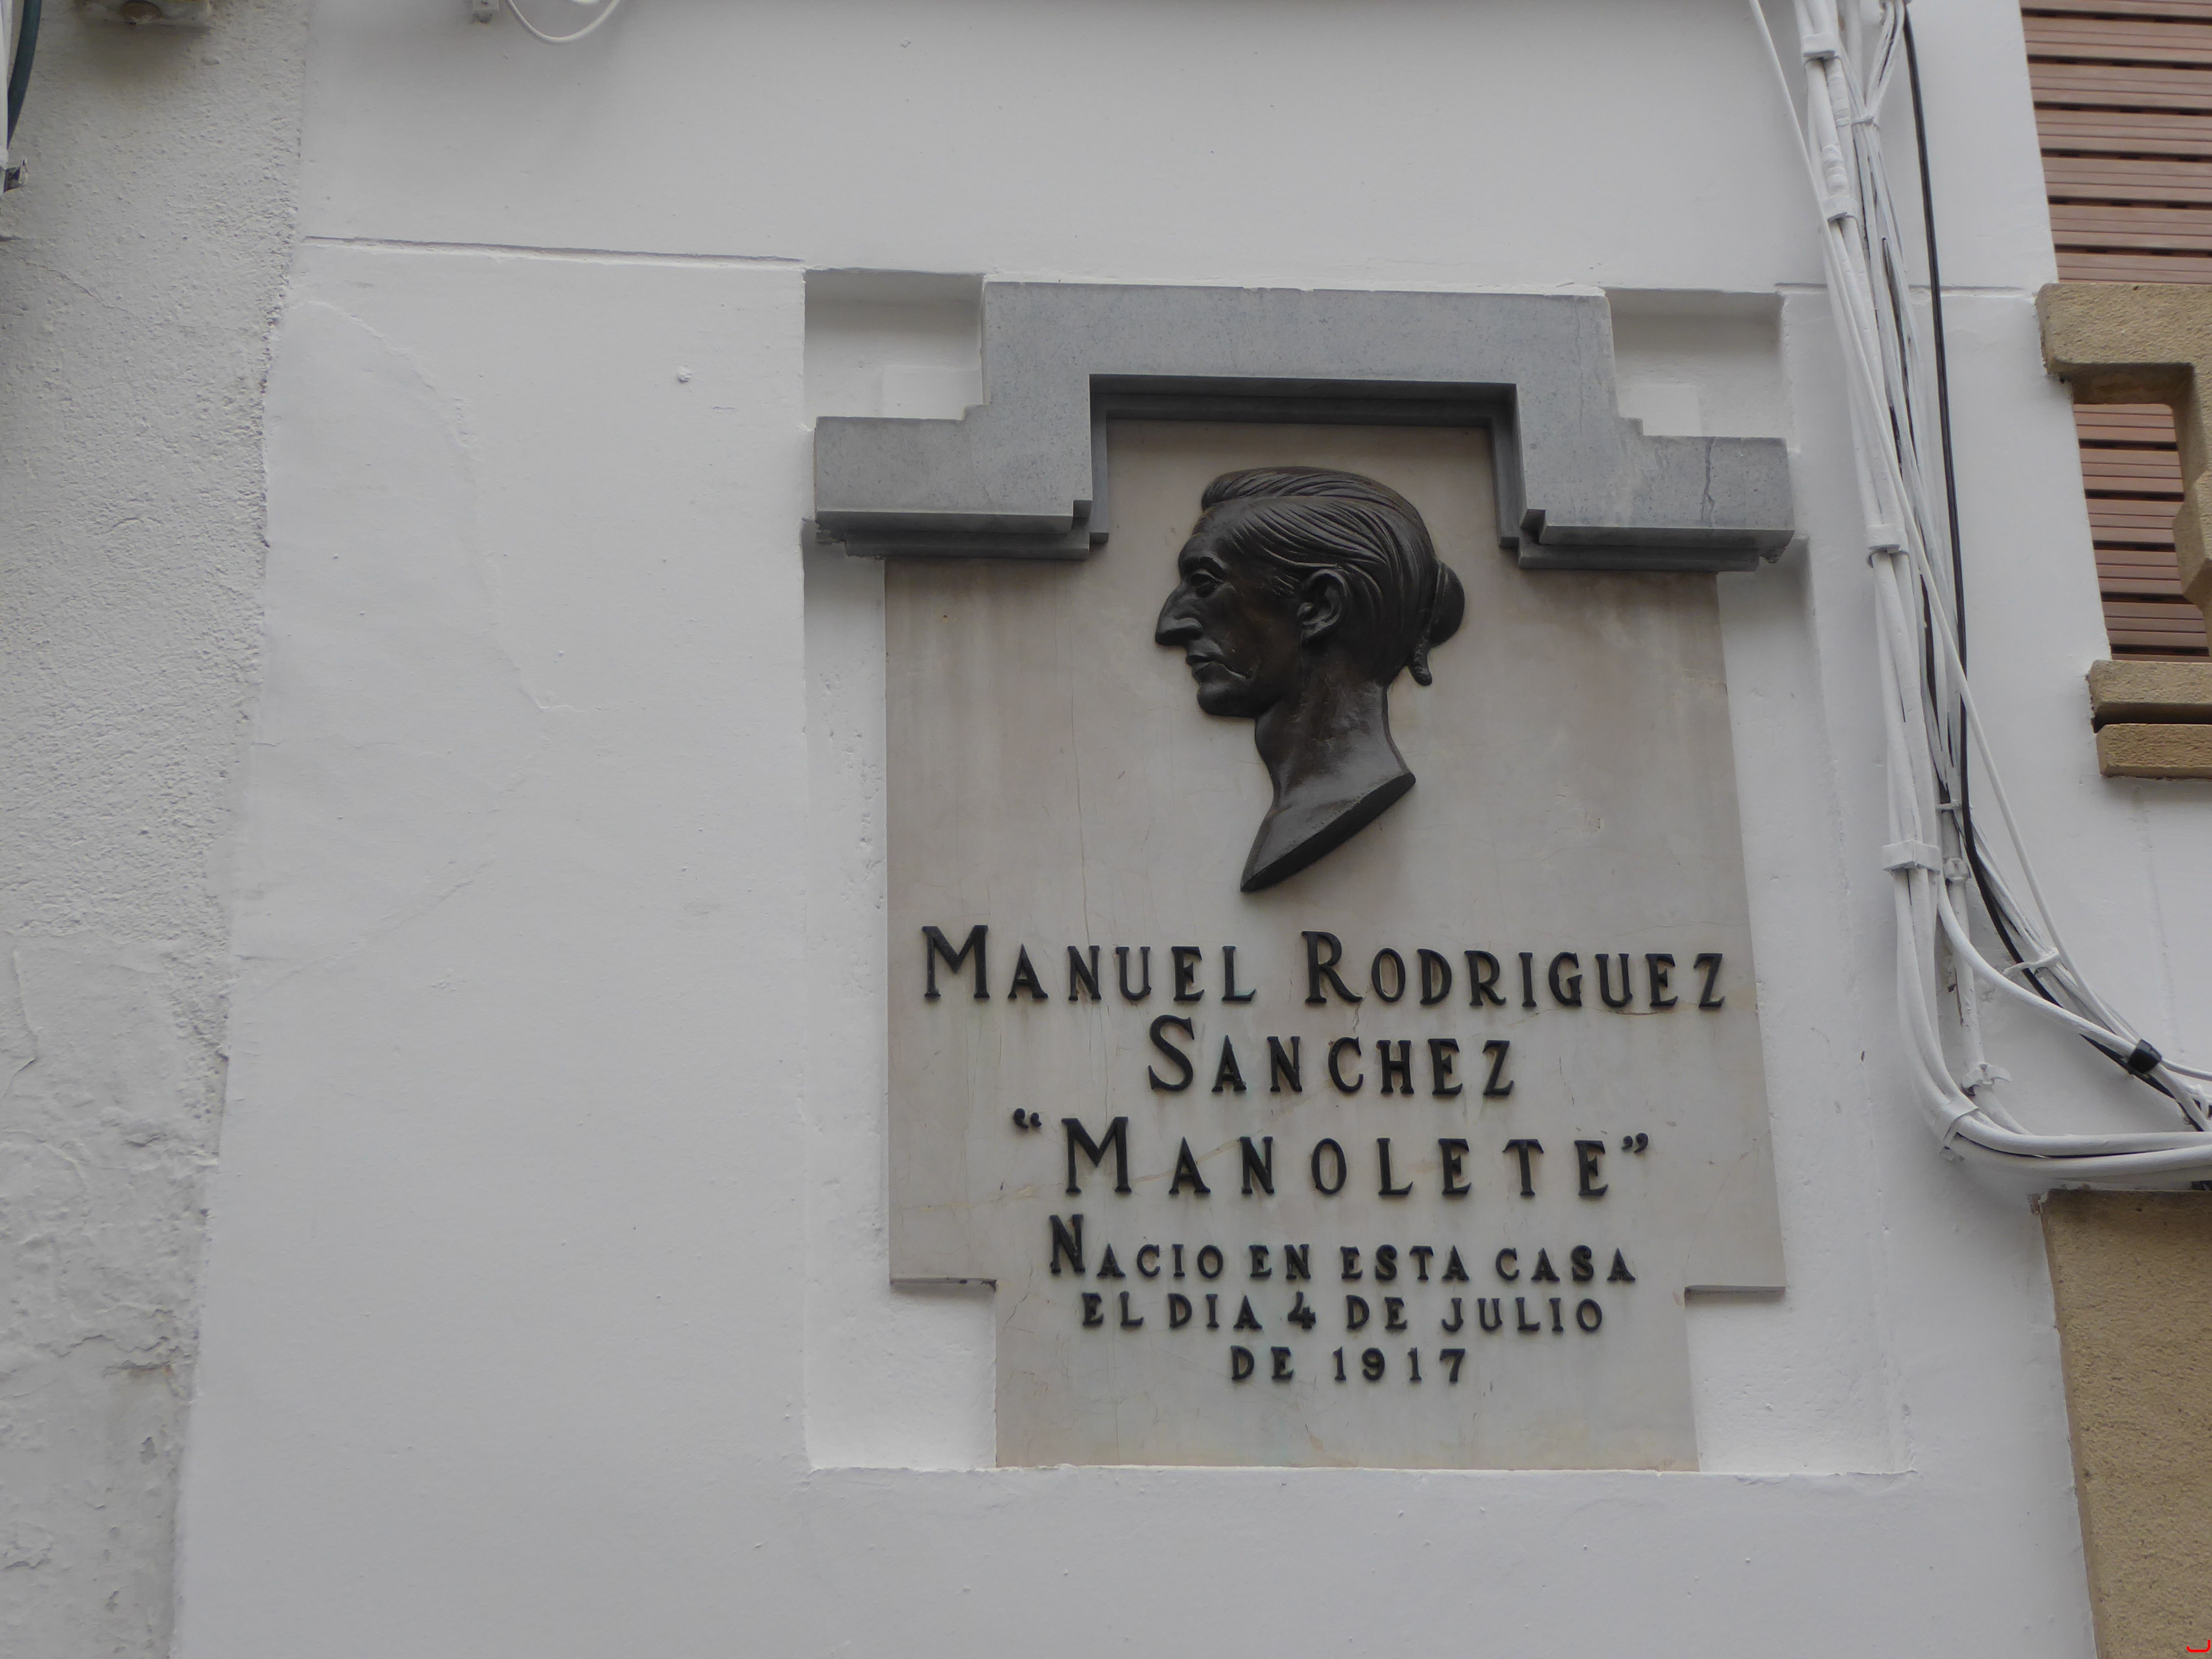 MANUEL RODRIGUEZ
SANCHEZ
“MANOLETE”
NACIO EN ESTA CASA
EL DIA 4 DE JULIO
DE 1917